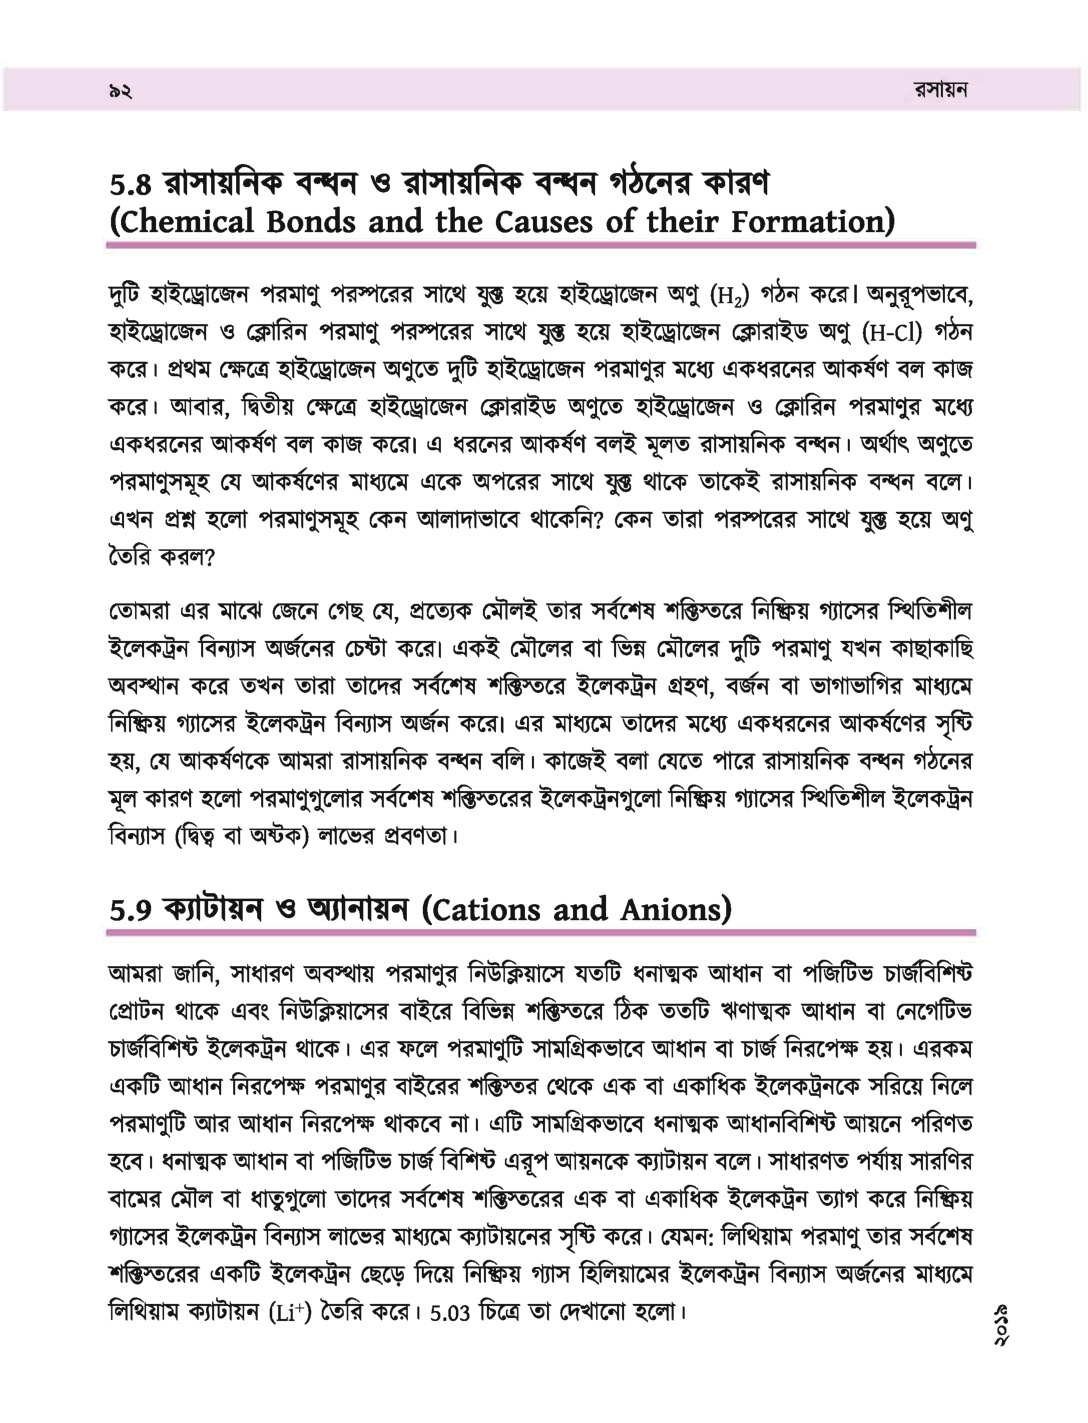 ৯২
রসায়ন
5.8 রাসায়নিক বন্ধন ও রাসায়নিক বন্ধন গঠনের কারণ
(Chemical Bonds and the Causes of their Formation)
দুটি হাইড্রোজেন পরমাণু পরস্পরের সাথে যুক্ত হয়ে হাইড্রোজেন অণু (H₂) গঠন করে। অনুরূপভাবে,
হাইড্রোজেন ও ক্লোরিন পরমাণু পরস্পরের সাথে যুক্ত হয়ে হাইড্রোজেন ক্লোরাইড অণু (H-Cl) গঠন
করে। প্রথম ক্ষেত্রে হাইড্রোজেন অণুতে দুটি হাইড্রোজেন পরমাণুর মধ্যে একধরনের আকর্ষণ বল কাজ
করে। আবার, দ্বিতীয় ক্ষেত্রে হাইড্রোজেন ক্লোরাইড অণুতে হাইড্রোজেন ও ক্লোরিন পরমাণুর মধ্যে
একধরনের আকর্ষণ বল কাজ করে। এ ধরনের আকর্ষণ বলই মূলত রাসায়নিক বন্ধন। অর্থাৎ অণুতে
পরমাণুসমূহ যে আকর্ষণের মাধ্যমে একে অপরের সাথে যুক্ত থাকে তাকেই রাসায়নিক বন্ধন বলে।
এখন প্রশ্ন হলো পরমাণুসমূহ কেন আলাদাভাবে থাকেনি? কেন তারা পরস্পরের সাথে যুক্ত হয়ে অণু
তৈরি করল?
তোমরা এর মাঝে জেনে গেছ যে, প্রত্যেক মৌলই তার সর্বশেষ শক্তিস্তরে নিষ্ক্রিয় গ্যাসের স্থিতিশীল
ইলেকট্রন বিন্যাস অর্জনের চেষ্টা করে। একই মৌলের বা ভিন্ন মৌলের দুটি পরমাণু যখন কাছাকাছি
অবস্থান করে তখন তারা তাদের সর্বশেষ শক্তিস্তরে ইলেকট্রন গ্রহণ, বর্জন বা ভাগাভাগির মাধ্যমে
নিষ্ক্রিয় গ্যাসের ইলেকট্রন বিন্যাস অর্জন করে। এর মাধ্যমে তাদের মধ্যে একধরনের আকর্ষণের সৃষ্টি
হয়, যে আকর্ষণকে আমরা রাসায়নিক বন্ধন বলি। কাজেই বলা যেতে পারে রাসায়নিক বন্ধন গঠনের
মূল কারণ হলো পরমাণুগুলোর সর্বশেষ শক্তিস্তরের ইলেকট্রনগুলো নিষ্ক্রিয় গ্যাসের স্থিতিশীল ইলেকট্রন
বিন্যাস (দ্বিত্ব বা অষ্টক) লাভের প্রবণতা।
5.9 ক্যাটায়ন ও অ্যানায়ন (Cations and Anions)
আমরা জানি, সাধারণ অবস্থায় পরমাণুর নিউক্লিয়াসে যতটি ধনাত্মক আধান বা পজিটিভ চার্জবিশিষ্ট
প্রোটন থাকে এবং নিউক্লিয়াসের বাইরে বিভিন্ন শক্তিস্তরে ঠিক ততটি ঋণাত্মক আধান বা নেগেটিভ
চার্জবিশিষ্ট ইলেকট্রন থাকে। এর ফলে পরমাণুটি সামগ্রিকভাবে আধান বা চার্জ নিরপেক্ষ হয়। এরকম
একটি আধান নিরপেক্ষ পরমাণুর বাইরের শক্তিস্তর থেকে এক বা একাধিক ইলেকট্রনকে সরিয়ে নিলে
পরমাণুটি আর আধান নিরপেক্ষ থাকবে না। এটি সামগ্রিকভাবে ধনাত্মক আধানবিশিষ্ট আয়নে পরিণত
হবে। ধনাত্মক আধান বা পজিটিভ চার্জ বিশিষ্ট এরূপ আয়নকে ক্যাটায়ন বলে। সাধারণত পর্যায় সারণির
বামের মৌল বা ধাতুগুলো তাদের সর্বশেষ শক্তিস্তরের এক বা একাধিক ইলেকট্রন ত্যাগ করে নিষ্ক্রিয়
গ্যাসের ইলেকট্রন বিন্যাস লাভের মাধ্যমে ক্যাটায়নের সৃষ্টি করে। যেমন: লিথিয়াম পরমাণু তার সর্বশেষ
শক্তিস্তরের একটি ইলেকট্রন ছেড়ে দিয়ে নিষ্ক্রিয় গ্যাস হিলিয়ামের ইলেকট্রন বিন্যাস অর্জনের মাধ্যমে
লিথিয়াম ক্যাটায়ন (Li⁺) তৈরি করে। 5.03 চিত্রে তা দেখানো হলো।
২০১৯